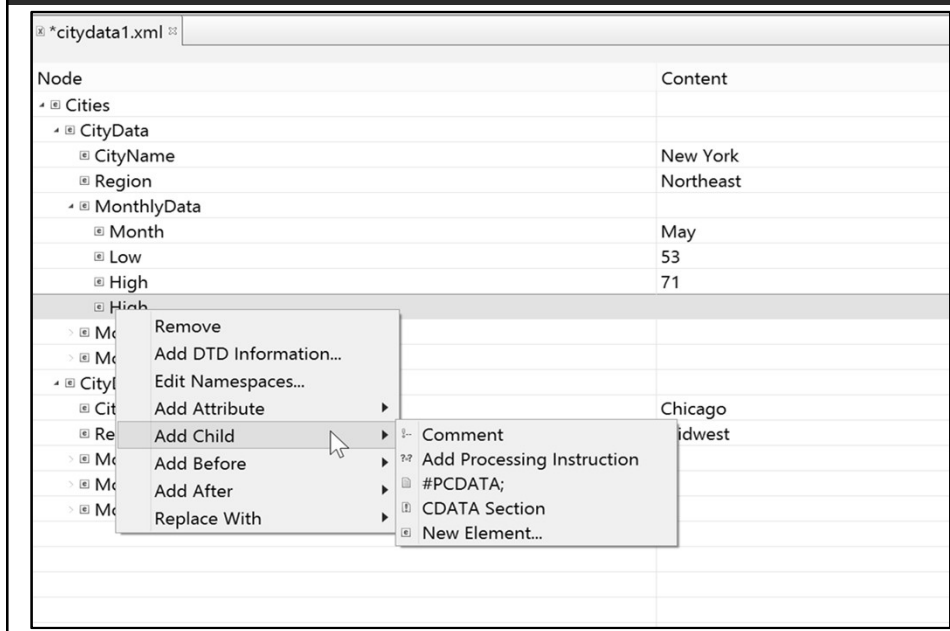 *citydata1.xml
Node Content
Cities
CityData
CityName New York
Region Northeast
MonthlyData
Month May
Low 53
High 71
High
Remove
Add DTD Information...
Edit Namespaces...
Add Attribute
Chicago
Add Child
Comment
Add Before
Add Processing Instruction
Add After
#PCDATA;
CDATA Section
Replace With
New Element...